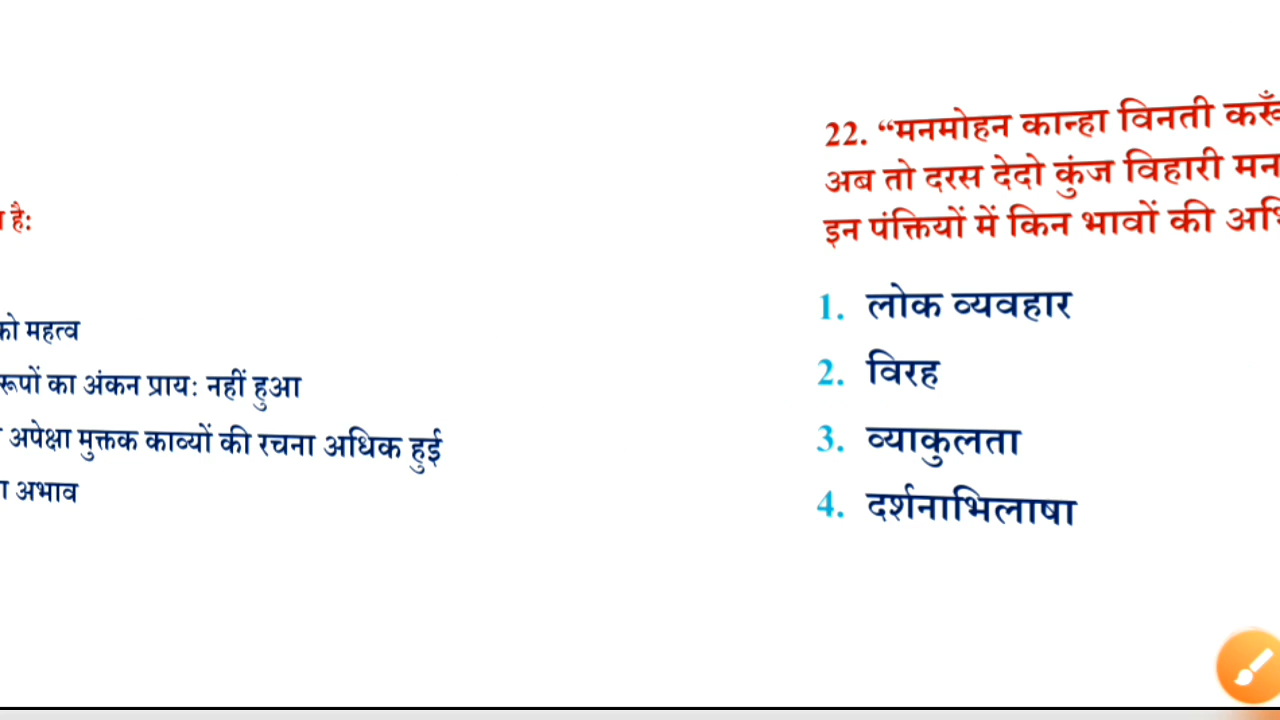 है:
को महत्व
रूपों का अंकन प्रायः नहीं हुआ
अपेक्षा मुक्तक काव्यों की रचना अधिक हुई
अभाव
22. “मनमोहन कान्हा विनती करूँ
अब तो दरस देदो कुंज विहारी मन
इन पंक्तियों में किन भावों की
1. लोक व्यवहार
2. विरह
3. व्याकुलता
4. दर्शनाभिलाषा